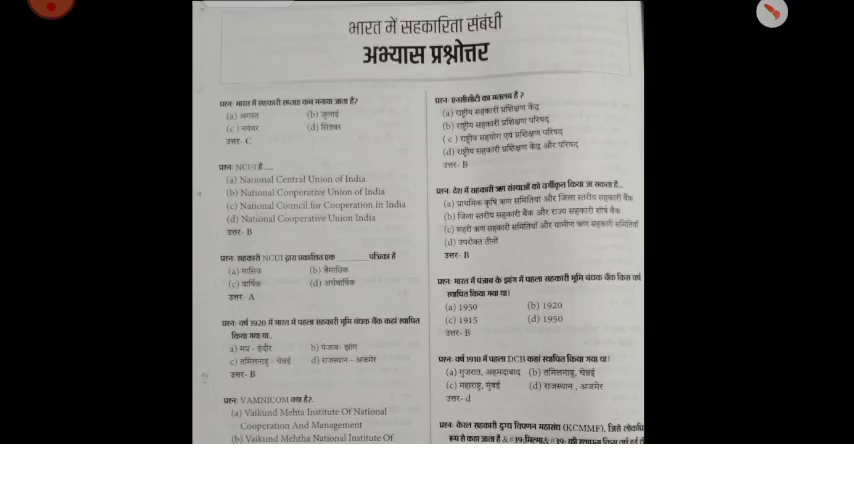 भारत में सहकारिता संबंधी
अभ्यास प्रश्नोत्तर
प्रश्न: भारत में सहकारी सप्ताह कब मनाया जाता है?
(a) अगस्त (b) जुलाई
(c) नवंबर (d) सितंबर
उत्तर- C
प्रश्न: NCUI है ....
(a) National Central Union of India
(b) National Cooperative Union of India
(c) National Council for Cooperation in India
(d) National Cooperative Union India
उत्तर- B
प्रश्न: सहकारी NCUI द्वारा प्रकाशित एक ________ पत्रिका है
(a) मासिक (b) त्रैमासिक
(c) वार्षिक (d) अर्धवार्षिक
उत्तर- A
प्रश्न: वर्ष 1920 में भारत में पहला सहकारी भूमि बंधक बैंक कहां स्थापित
किया गया था..
a) मप्र - इंदौर b) पंजाब- झांग
c) तमिलनाडु - चेन्नई d) राजस्थान - अजमेर
उत्तर- B
प्रश्न: VAMNICOM क्या है?.
(a) Vaikund Mehta Institute Of National
Cooperation And Management
(b) Vaikund Mehtha National Institute Of
प्रश्न: एनसीसीटी का मतलब है ?
(a) राष्ट्रीय सहकारी प्रशिक्षण केंद्र
(b) राष्ट्रीय सहकारी प्रशिक्षण परिषद
( c ) राष्ट्रीय सहयोग एवं प्रशिक्षण परिषद
(d) राष्ट्रीय सहकारी प्रशिक्षण केंद्र और परिषद
उत्तर- B
प्रश्न: देश में सहकारी ऋण संस्थाओं को वर्गीकृत किया जा सकता है...
(a) प्राथमिक कृषि ऋण समितियां और जिला स्तरीय सहकारी बैंक
(b) जिला स्तरीय सहकारी बैंक और राज्य सहकारी शीर्ष बैंक
(c) शहरी ऋण सहकारी समितियाँ और ग्रामीण ऋण सहकारी समितियाँ
(d) उपरोक्त तीनों
उत्तर- B
प्रश्न: भारत में पंजाब के झांग में पहला सहकारी भूमि बंधक बैंक किस वर्ष
स्थापित किया गया था।
(a) 1950 (b) 1920
(c) 1915 (d) 1950
उत्तर- B
प्रश्न: वर्ष 1910 में पहला DCB कहां स्थापित किया गया था।
(a) गुजरात, अहमदाबाद (b) तमिलनाडु, चेन्नई
(c) महाराष्ट्र, मुंबई (d) राजस्थान , अजमेर
उत्तर- d
प्रश्न: केरल सहकारी दुग्ध विपणन महासंघ (KCMMF), जिसे लोकप्रि
रूप से कहा जाता है &#39;मिल्मा&#39; की स्थापना किस वर्ष हुई